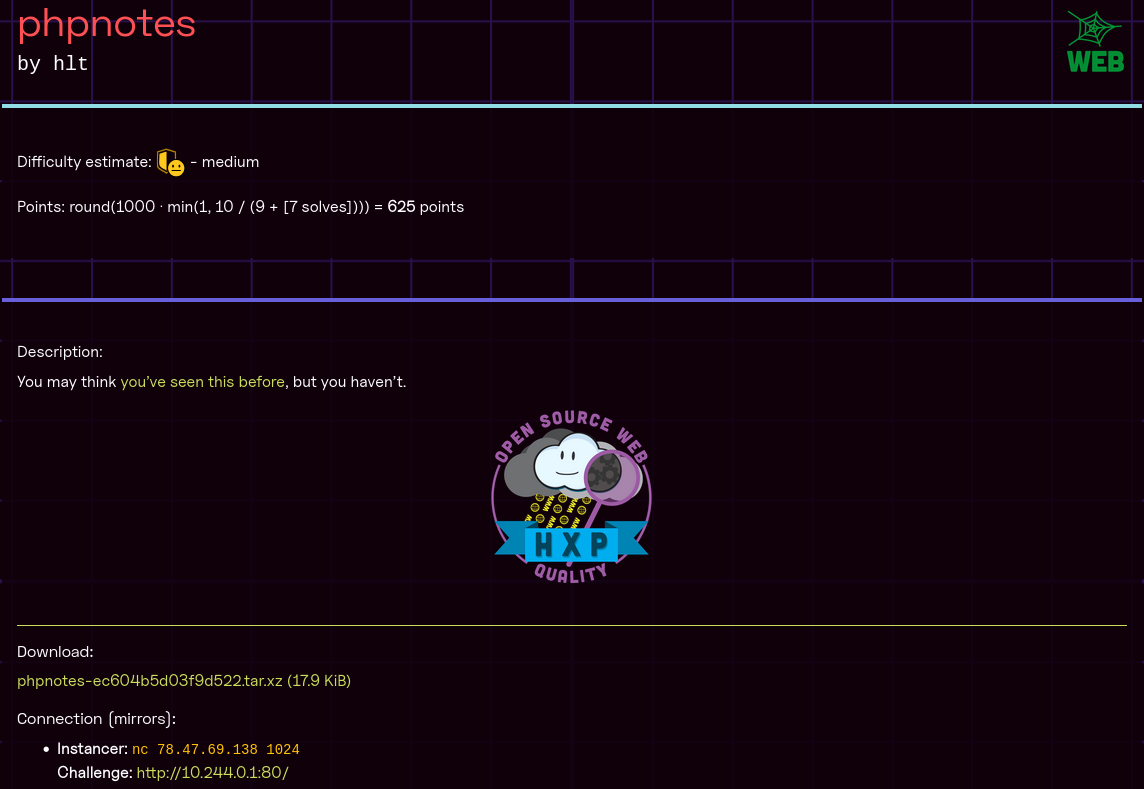 phpnotes
by hlt
WEB
Difficulty estimate: - medium
Points: round(1000 · min(1, 10 / (9 + [7 solves]))) = 625 points
Description:
You may think you've seen this before, but you haven't.
OPEN SOURCE WEB
WWW
HXP
QUALITY
Download:
phpnotes-ec604b5d03f9d522.tar.xz (17.9 KiB)
Connection (mirrors):
• Instancer: nc 78.47.69.138 1024
Challenge: http://10.244.0.1:80/